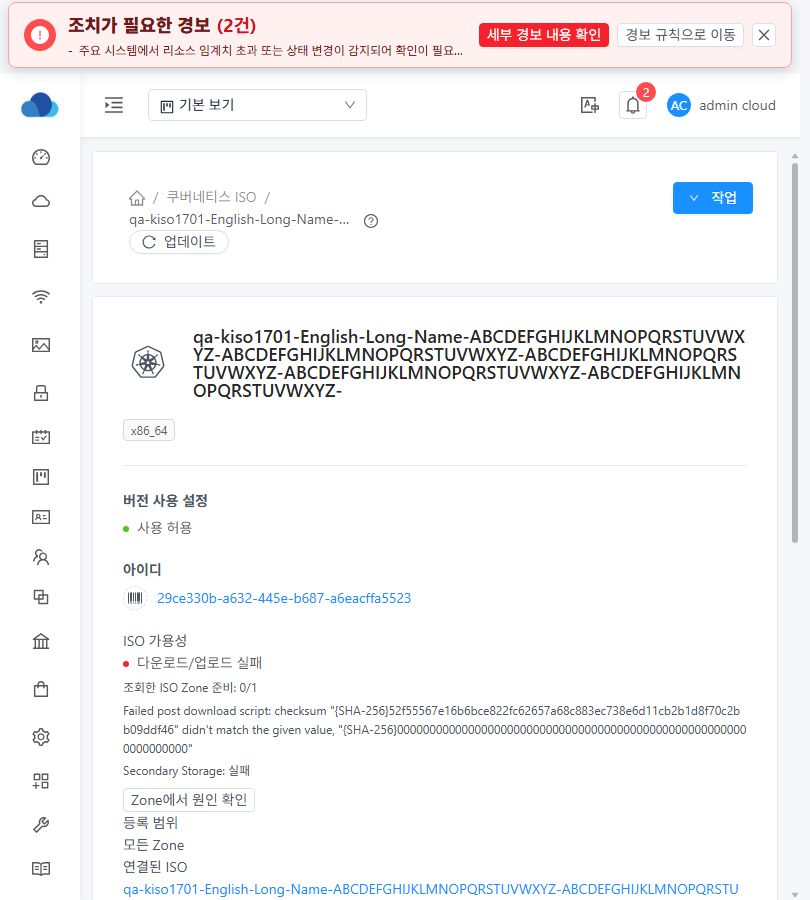 조치가 필요한 경보 (2건)
- 주요 시스템에서 리소스 임계치 초과 또는 상태 변경이 감지되어 확인이 필요...
세부 경보 내용 확인
경보 규칙으로 이동
기본 보기
2
AC
admin cloud
/ 쿠버네티스 ISO /
qa-kiso1701-English-Long-Name-...
업데이트
작업
qa-kiso1701-English-Long-Name-ABCDEFGHIJKLMNOPQRSTUVWX
YZ-ABCDEFGHIJKLMNOPQRSTUVWXYZ-ABCDEFGHIJKLMNOPQRS
TUVWXYZ-ABCDEFGHIJKLMNOPQRSTUVWXYZ-ABCDEFGHIJKLMN
OPQRSTUVWXYZ-
x86_64
버전 사용 설정
사용 허용
아이디
29ce330b-a632-445e-b687-a6eacffa5523
ISO 가용성
다운로드/업로드 실패
조회한 ISO Zone 준비: 0/1
Failed post download script: checksum "{SHA-256}52f55567e16b6bce822fc62657a68c883ec738e6d11cb2b1d8f70c2b
b09ddf46" didn't match the given value, "{SHA-256}000000000000000000000000000000000000000000000000000000
0000000000"
Secondary Storage: 실패
Zone에서 원인 확인
등록 범위
모든 Zone
연결된 ISO
qa-kiso1701-English-Long-Name-ABCDEFGHIJKLMNOPQRSTUVWXYZ-ABCDEFGHIJKLMNOPQRSTU